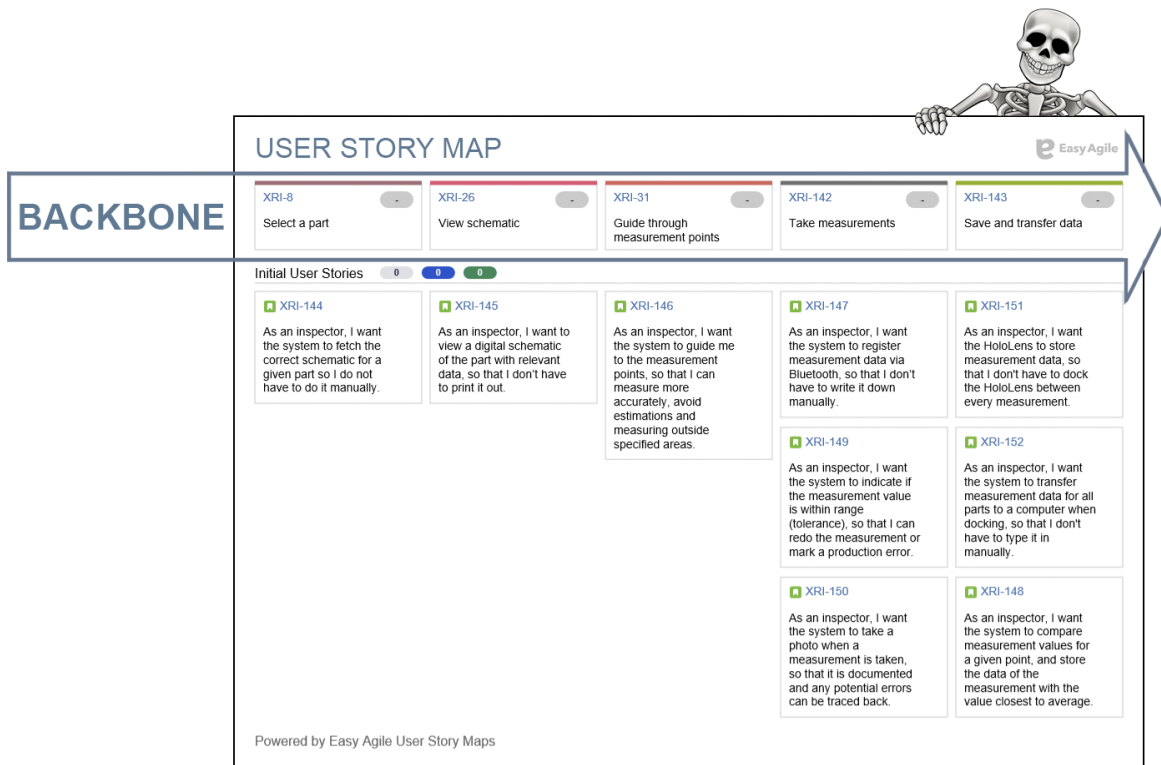 USER STORY MAP
Easy Agile
BACKBONE
XRI-8
-
Select a part
XRI-26
-
View schematic
XRI-31
-
Guide through
measurement points
XRI-142
-
Take measurements
XRI-143
-
Save and transfer data
Initial User Stories 0 0 0
XRI-144
As an inspector, I want
the system to fetch the
correct schematic for a
given part so I do not
have to do it manually.
XRI-145
As an inspector, I want to
view a digital schematic
of the part with relevant
data, so that I don't have
to print it out.
XRI-146
As an inspector, I want
the system to guide me
to the measurement
points, so that I can
measure more
accurately, avoid
estimations and
measuring outside
specified areas.
XRI-147
As an inspector, I want
the system to register
measurement data via
Bluetooth, so that I don't
have to write it down
manually.
XRI-151
As an inspector, I want
the HoloLens to store
measurement data, so
that I don't have to dock
the HoloLens between
every measurement.
XRI-149
As an inspector, I want
the system to indicate if
the measurement value
is within range
(tolerance), so that I can
redo the measurement or
mark a production error.
XRI-152
As an inspector, I want
the system to transfer
measurement data for all
parts to a computer when
docking, so that I don't
have to type it in
manually.
XRI-150
As an inspector, I want
the system to take a
photo when a
measurement is taken,
so that it is documented
and any potential errors
can be traced back.
XRI-148
As an inspector, I want
the system to compare
measurement values for
a given point, and store
the data of the
measurement with the
value closest to average.
Powered by Easy Agile User Story Maps